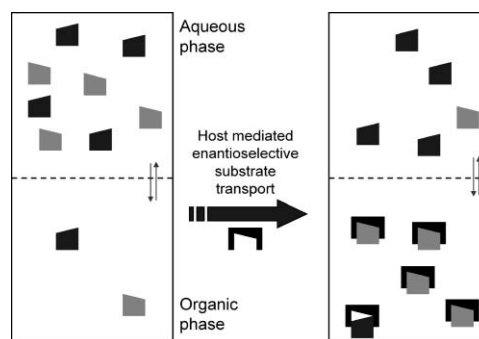 Aqueous
phase
Host mediated
enantioselective
substrate
transport
Organic
phase